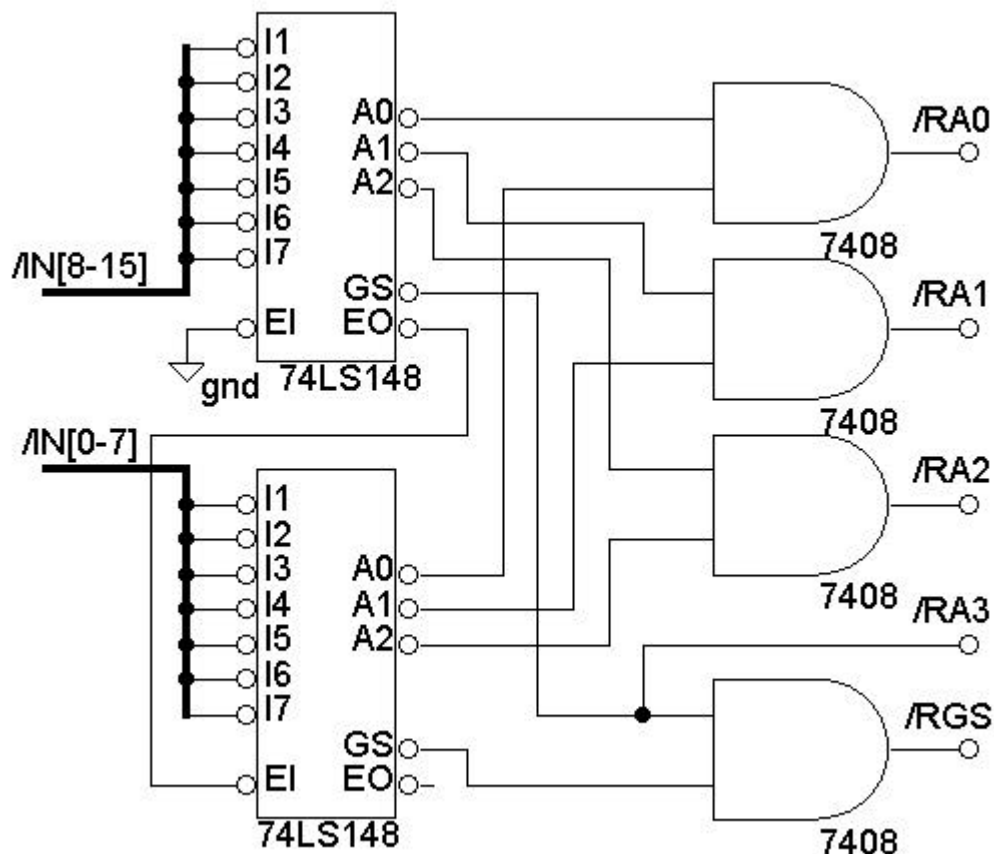 I1
I2
I3
I4
I5
I6
I7
A0
A1
A2
GS
EI
EO
/IN[8-15]
gnd
74LS148
/IN[0-7]
I1
I2
I3
I4
I5
I6
I7
A0
A1
A2
GS
EI
EO
74LS148
/RA0
7408
/RA1
7408
/RA2
7408
/RA3
/RGS
7408